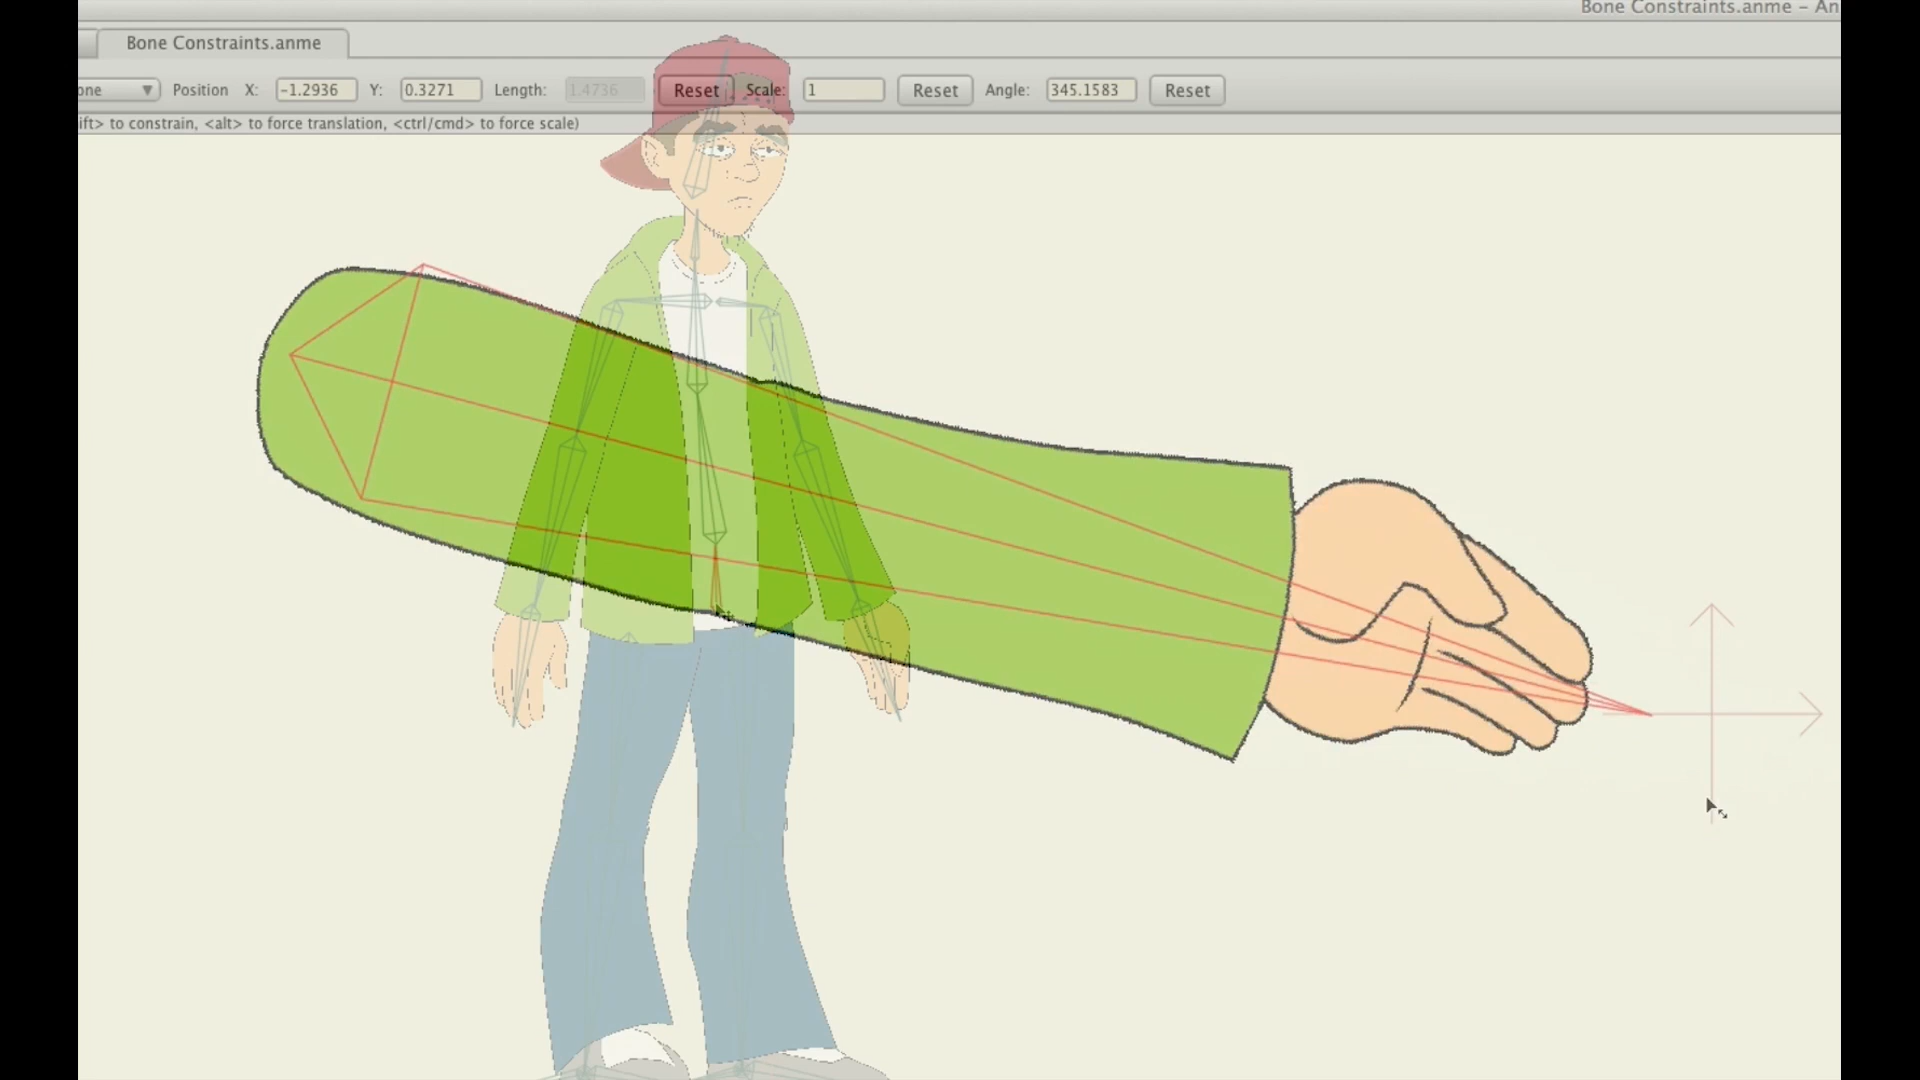 Bone Constraints.anme – An
Bone Constraints.anme
one Position X: -1.2936 Y: 0.3271 Length: 1.4736 Reset Scale: 1 Reset Angle: 345.1583 Reset
ift> to constrain, <alt> to force translation, <ctrl/cmd> to force scale)